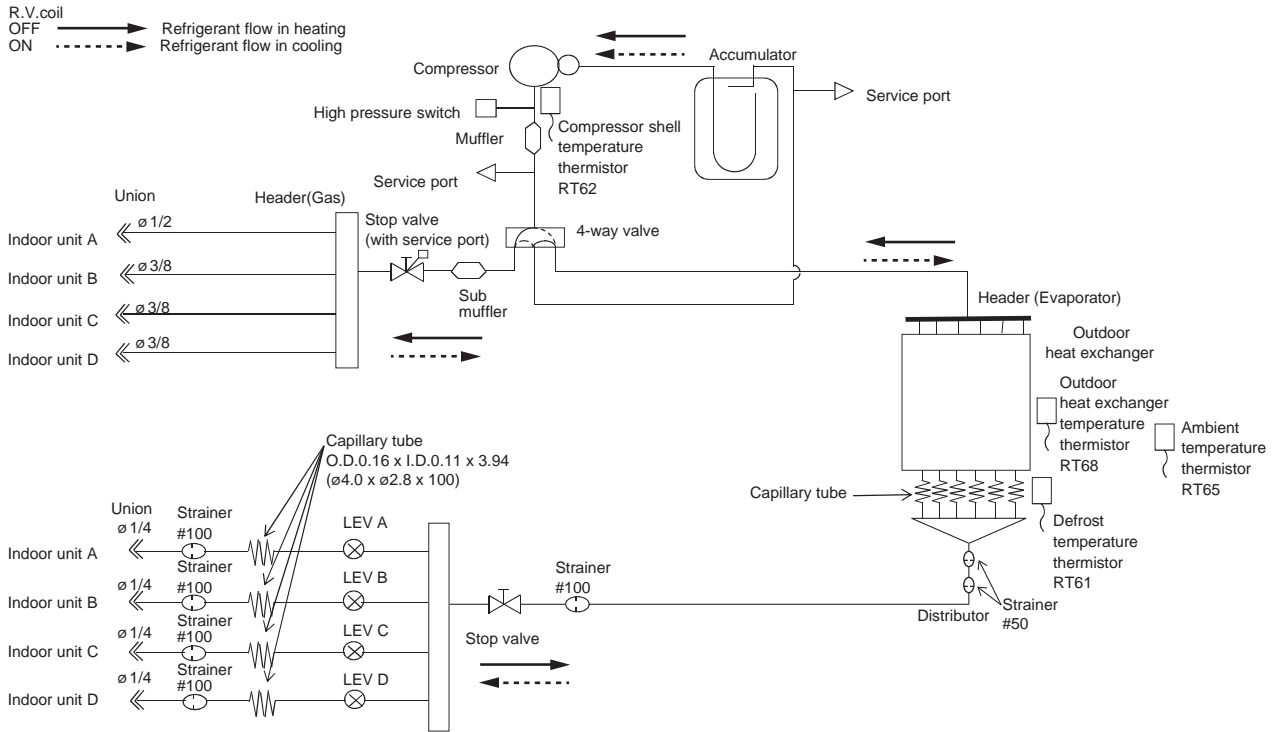 R.V.coil
OFF Refrigerant flow in heating
ON Refrigerant flow in cooling
Compressor
Accumulator
Service port
High pressure switch
Muffler
Compressor shell
temperature
thermistor
RT62
Service port
Union
Header(Gas)
Stop valve
(with service port)
4-way valve
Indoor unit A
ø 1/2
Indoor unit B
ø 3/8
Indoor unit C
ø 3/8
Indoor unit D
ø 3/8
Sub
muffler
Header (Evaporator)
Outdoor
heat exchanger
Outdoor
heat exchanger
temperature
thermistor
RT68
Ambient
temperature
thermistor
RT65
Capillary tube
O.D.0.16 x I.D.0.11 x 3.94
(ø4.0 x ø2.8 x 100)
Capillary tube
Defrost
temperature
thermistor
RT61
Distributor
Strainer
#50
Union
Indoor unit A
ø 1/4
Strainer
#100
LEV A
Indoor unit B
ø 1/4
Strainer
#100
LEV B
Indoor unit C
ø 1/4
Strainer
#100
LEV C
Indoor unit D
ø 1/4
Strainer
#100
LEV D
Stop valve
Strainer
#100